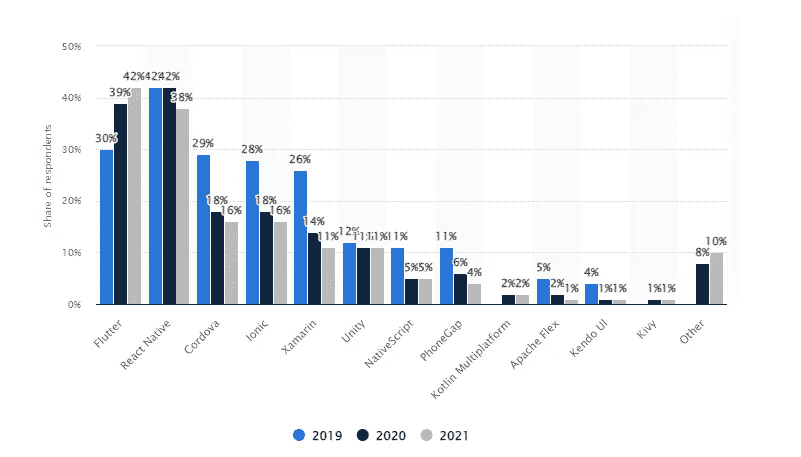 50%
40%
30%
20%
10%
0%
Share of respondents
30% 39% 42%
42% 42% 38%
29% 18% 16%
28% 18% 16%
26% 14% 11%
12% 11% 11%
11% 5% 5%
11% 6% 4%
2% 2%
5% 2% 1%
4% 1% 1%
1% 1%
8% 10%
Flutter
React Native
Cordova
Ionic
Xamarin
Unity
NativeScript
PhoneGap
Kotlin Multiplatform
Apache Flex
Kendo UI
Kivy
Other
2019 2020 2021